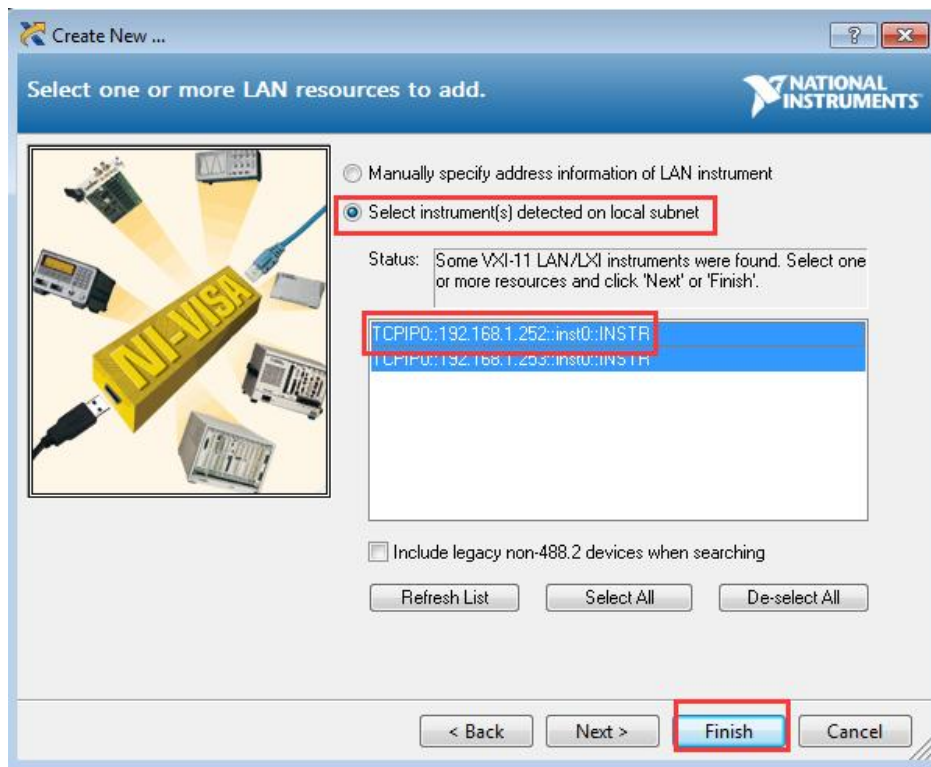 Create New ...
Select one or more LAN resources to add.
NATIONAL
INSTRUMENTS
NI-VISA
Manually specify address information of LAN instrument
Select instrument(s) detected on local subnet
Status:
Some VXI-11 LAN/LXI instruments were found. Select one
or more resources and click 'Next' or 'Finish'.
TCPIP0::192.168.1.252::inst0::INSTR
TCPIP0::192.168.1.253::inst0::INSTR
Include legacy non-488.2 devices when searching
Refresh List
Select All
De-select All
< Back
Next >
Finish
Cancel